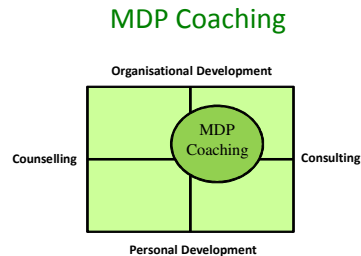 MDP Coaching
Organisational Development
MDP
Coaching
Counselling
Consulting
Personal Development